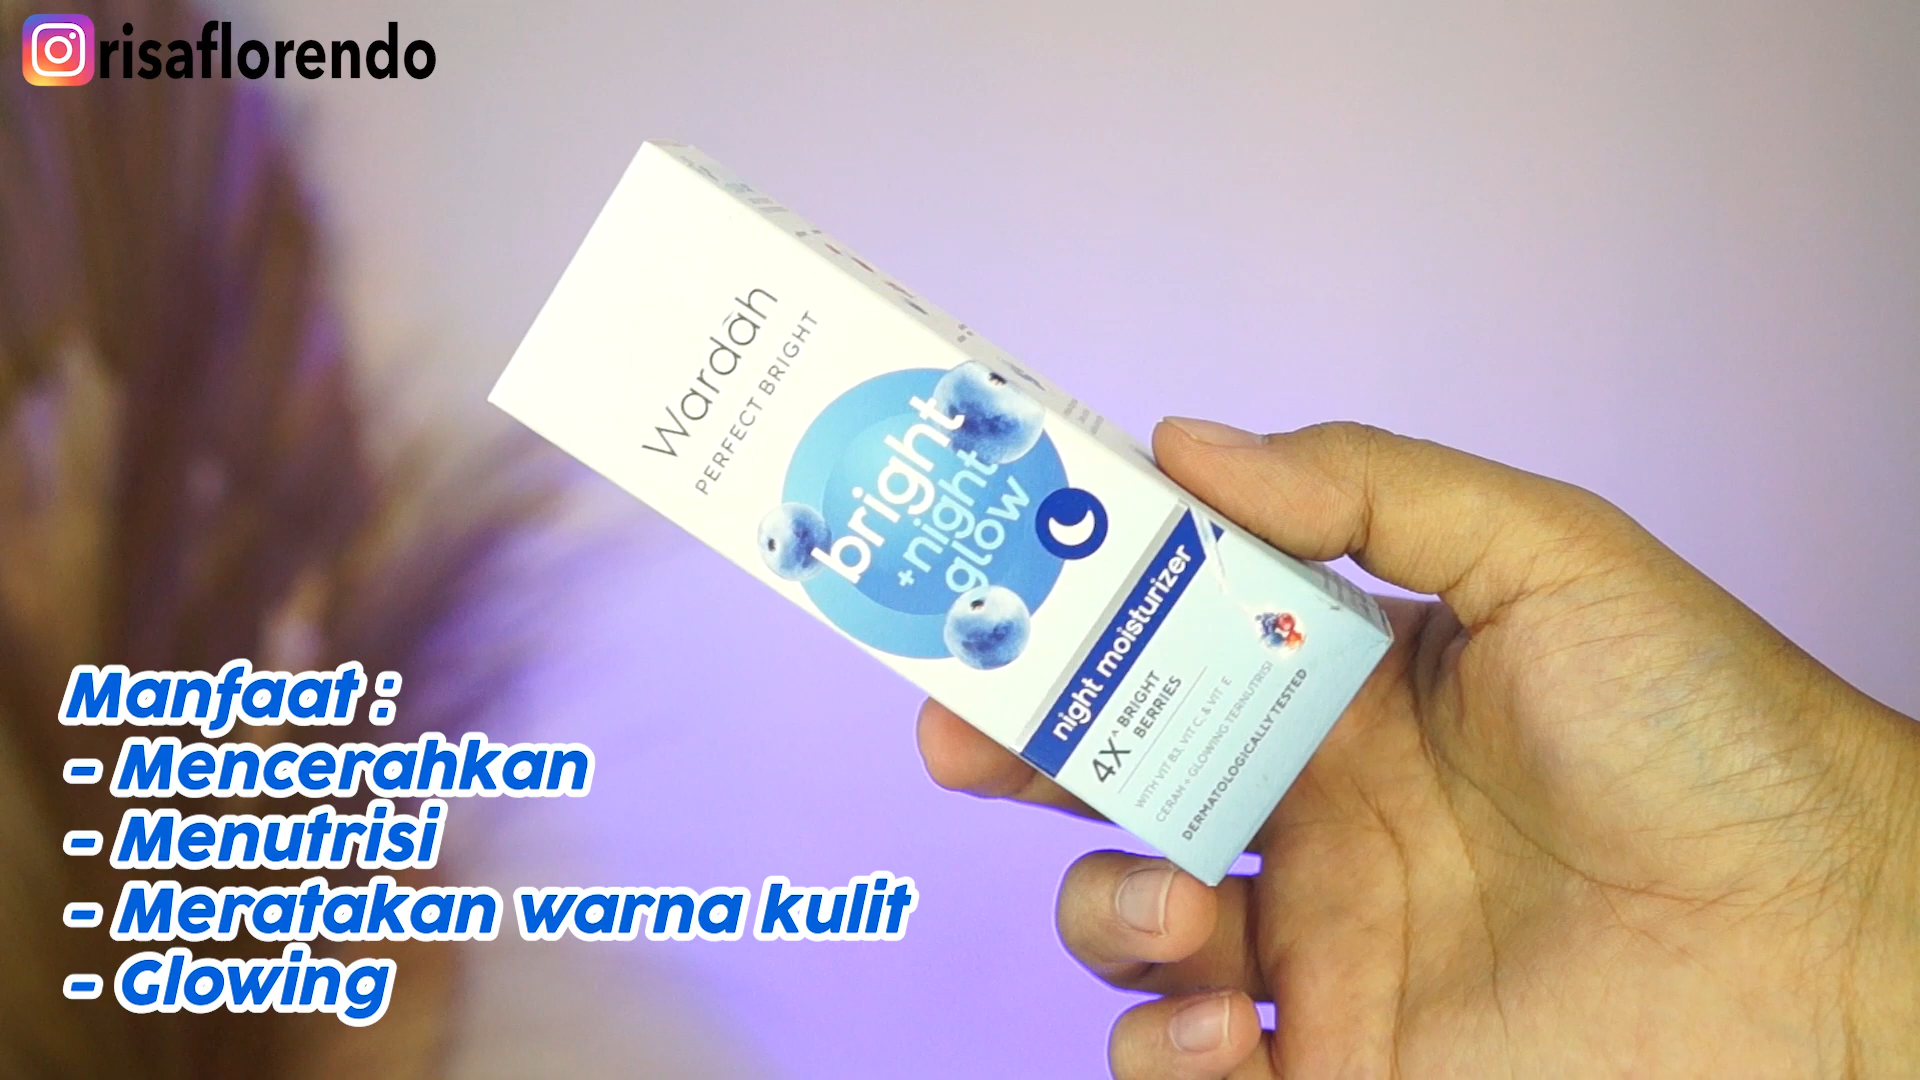 risaflorendo
Wardah
PERFECT BRIGHT
bright
+night
glow
night moisturizer
4X^ BRIGHT
BERRIES
WITH VIT B3, VIT C, & VIT E
CERAH + GLOWING TERNUTRISI
DERMATOLOGICALLY TESTED
Manfaat :
- Mencerahkan
- Menutrisi
- Meratakan warna kulit
- Glowing